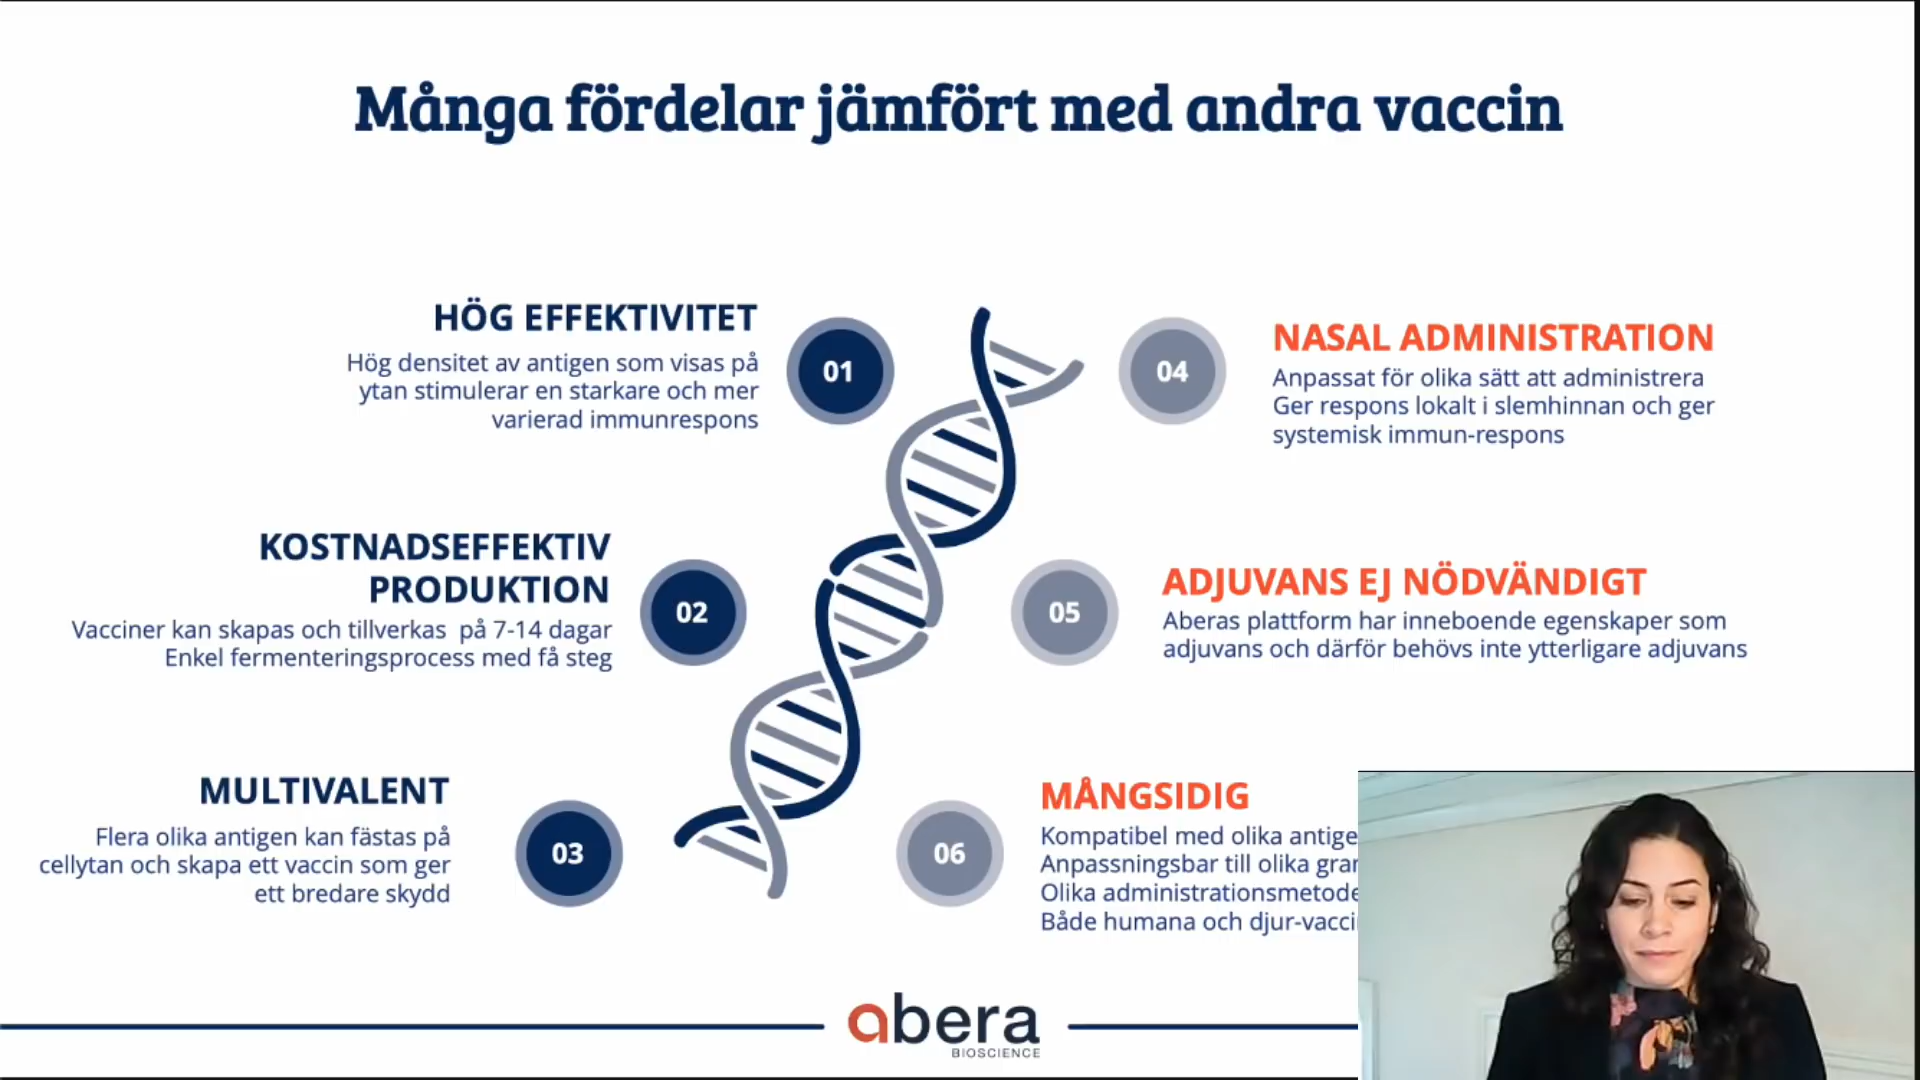 Många fördelar jämfört med andra vaccin
HÖG EFFEKTIVITET
Hög densitet av antigen som visas på
ytan stimulerar en starkare och mer
varierad immunrespons
01
KOSTNADSEFFEKTIV
PRODUKTION
Vacciner kan skapas och tillverkas på 7-14 dagar
Enkel fermenteringsprocess med få steg
02
MULTIVALENT
Flera olika antigen kan fästas på
cellytan och skapa ett vaccin som ger
ett bredare skydd
03
04
NASAL ADMINISTRATION
Anpassat för olika sätt att administrera
Ger respons lokalt i slemhinnan och ger
systemisk immun-respons
05
ADJUVANS EJ NÖDVÄNDIGT
Aberas plattform har inneboende egenskaper som
adjuvans och därför behövs inte ytterligare adjuvans
06
MÅNGSIDIG
Kompatibel med olika
Anpassningsbar till olika
Olika
Både humana och
abera
BIOSCIENCE